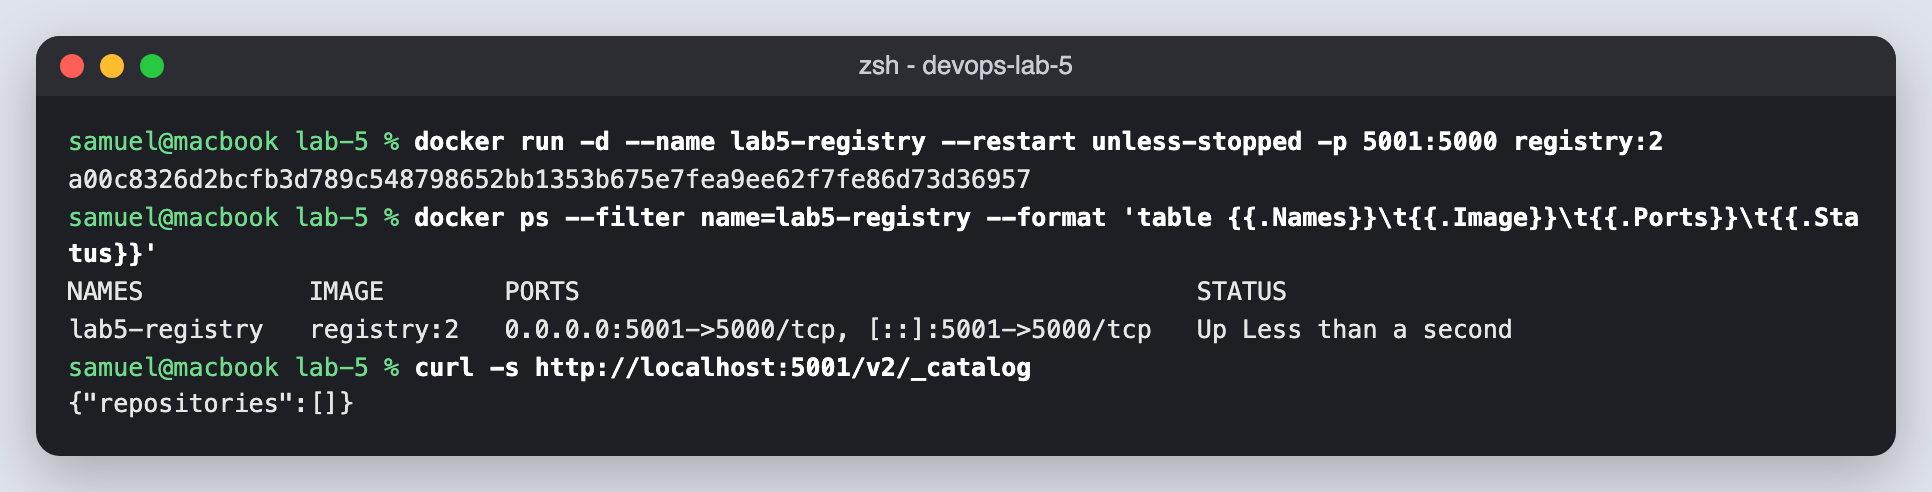 zsh - devops-lab-5
samuel@macbook lab-5 % docker run -d --name lab5-registry --restart unless-stopped -p 5001:5000 registry:2
a00c8326d2bcfb3d789c548798652bb1353b675e7fea9ee62f7fe86d73d36957
samuel@macbook lab-5 % docker ps --filter name=lab5-registry --format 'table {{.Names}}\t{{.Image}}\t{{.Ports}}\t{{.Sta
tus}}'
NAMES           IMAGE        PORTS                                         STATUS
lab5-registry   registry:2   0.0.0.0:5001->5000/tcp, [::]:5001->5000/tcp   Up Less than a second
samuel@macbook lab-5 % curl -s http://localhost:5001/v2/_catalog
{"repositories":[]}